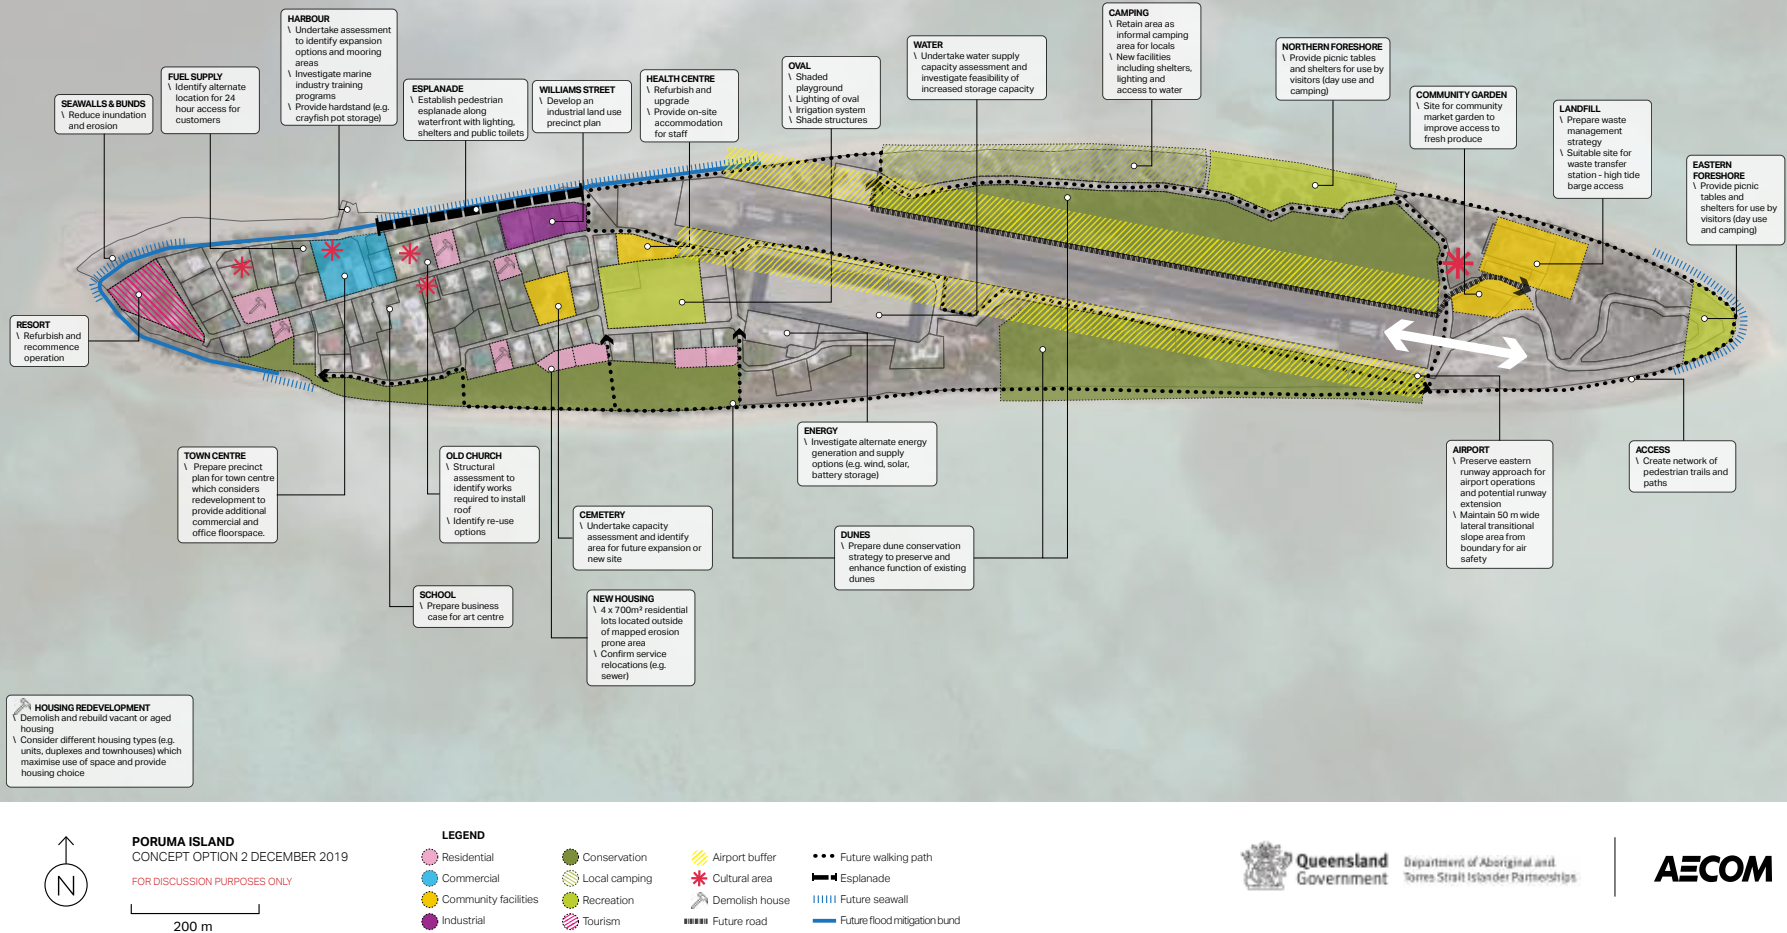 HARBOUR
\ Undertake assessment
to identify expansion
options and mooring
areas
\ Investigate marine
industry training
programs
\ Provide hardstand (e.g.
crayfish pot storage)
CAMPING
\ Retain area as
informal camping
area for locals
\ New facilities
including shelters,
lighting and
access to water
WATER
\ Undertake water supply
capacity assessment and
investigate feasibility of
increased storage capacity
NORTHERN FORESHORE
\ Provide picnic tables
and shelters for use by
visitors (day use and
camping)
FUEL SUPPLY
\ Identify alternate
location for 24
hour access for
customers
OVAL
\ Shaded
playground
\ Lighting of oval
\ Irrigation system
\ Shade structures
HEALTH CENTRE
\ Refurbish and
upgrade
\ Provide on-site
accommodation
for staff
ESPLANADE
\ Establish pedestrian
esplanade along
waterfront with lighting,
shelters and public toilets
WILLIAMS STREET
\ Develop an
industrial land use
precinct plan
COMMUNITY GARDEN
\ Site for community
market garden to
improve access to
fresh produce
SEAWALLS & BUNDS
\ Reduce inundation
and erosion
LANDFILL
\ Prepare waste
management
strategy
\ Suitable site for
waste transfer
station - high tide
barge access
EASTERN
FORESHORE
\ Provide picnic
tables and
shelters for use by
visitors (day use
and camping)
RESORT
\ Refurbish and
recommence
operation
ENERGY
\ Investigate alternate energy
generation and supply
options (e.g. wind, solar,
battery storage)
AIRPORT
\ Preserve eastern
runway approach for
airport operations
and potential runway
extension
\ Maintain 50 m wide
lateral transitional
slope area from
boundary for air
safety
ACCESS
\ Create network of
pedestrian trails and
paths
TOWN CENTRE
\ Prepare precinct
plan for town centre
which considers
redevelopment to
provide additional
commercial and
office floorspace.
OLD CHURCH
\ Structural
assessment to
identify works
required to install
roof
\ Identify re-use
options
CEMETERY
\ Undertake capacity
assessment and identify
area for future expansion or
new site
DUNES
\ Prepare dune conservation
strategy to preserve and
enhance function of existing
dunes
SCHOOL
\ Prepare business
case for art centre
NEW HOUSING
\ 4 x 700m² residential
lots located outside
of mapped erosion
prone area
\ Confirm service
relocations (e.g.
sewer)
HOUSING REDEVELOPMENT
\ Demolish and rebuild vacant or aged
housing
\ Consider different housing types (e.g.
units, duplexes and townhouses) which
maximise use of space and provide
housing choice
N
PORUMA ISLAND
CONCEPT OPTION 2 DECEMBER 2019
FOR DISCUSSION PURPOSES ONLY
200 m
LEGEND
Residential
Commercial
Community facilities
Industrial
Conservation
Local camping
Recreation
Tourism
Airport buffer
Cultural area
Demolish house
Future road
Future walking path
Esplanade
Future seawall
Future flood mitigation bund
Queensland
Government
Department of Aboriginal and
Torres Strait Islander Partnerships
AECOM